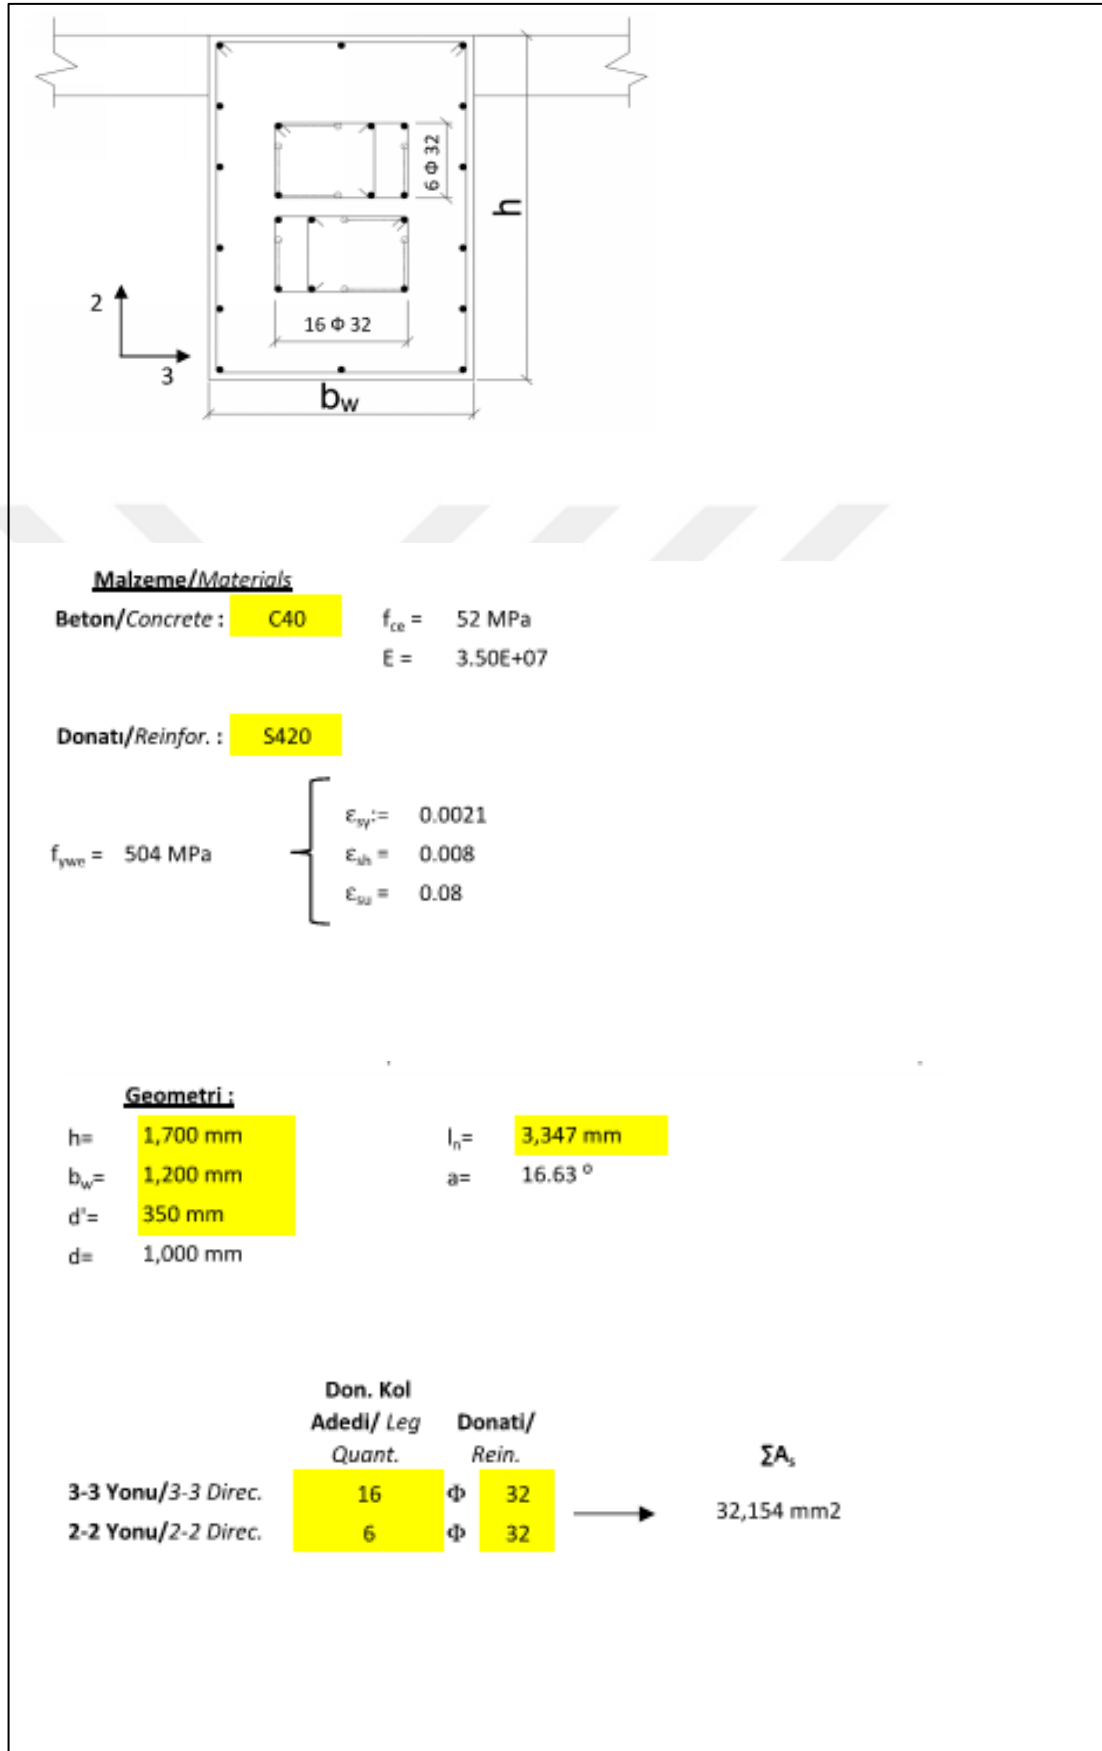 6 Φ 32
h
2
3
16 Φ 32
bw
Malzeme/Materials
Beton/Concrete : C40 fce = 52 MPa
E = 3.50E+07
Donatı/Reinfor. : S420
εsy:= 0.0021
fywe = 504 MPa εsh = 0.008
εsu = 0.08
Geometri :
h= 1,700 mm ln= 3,347 mm
bw= 1,200 mm a= 16.63 o
d'= 350 mm
d= 1,000 mm
Don. Kol
Adedi/ Leg Donati/
Quant. Rein. ∑As
3-3 Yonu/3-3 Direc. 16 Φ 32
32,154 mm2
2-2 Yonu/2-2 Direc. 6 Φ 32